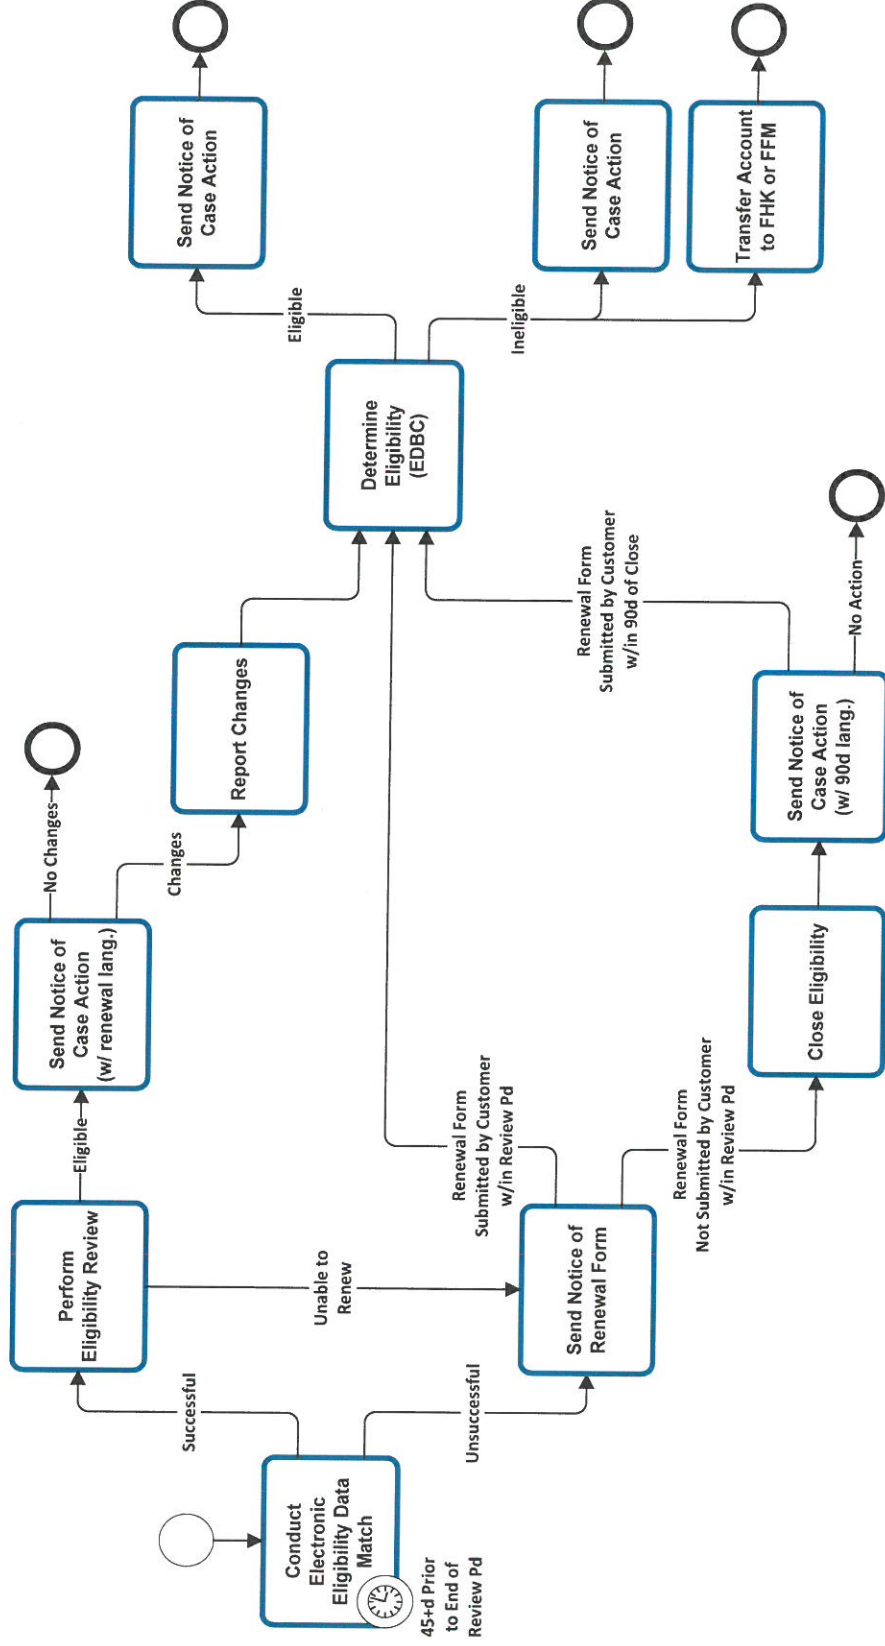 Conduct
Electronic
Eligibility Data
Match
45+d Prior
to End of
Review Pd
Successful
Unsuccessful
Perform
Eligibility Review
Unable to
Renew
Send Notice of
Renewal Form
Eligible
Send Notice of
Case Action
(w/ renewal lang.)
No Changes
Changes
Report Changes
Renewal Form
Submitted by Customer
w/in Review Pd
Renewal Form
Not Submitted by Customer
w/in Review Pd
Close Eligibility
Send Notice of
Case Action
(w/ 90d lang.)
No Action
Renewal Form
Submitted by Customer
w/in 90d of Close
Determine
Eligibility
(EDBC)
Eligible
Send Notice of
Case Action
Ineligible
Send Notice of
Case Action
Transfer Account
to FHK or FFM